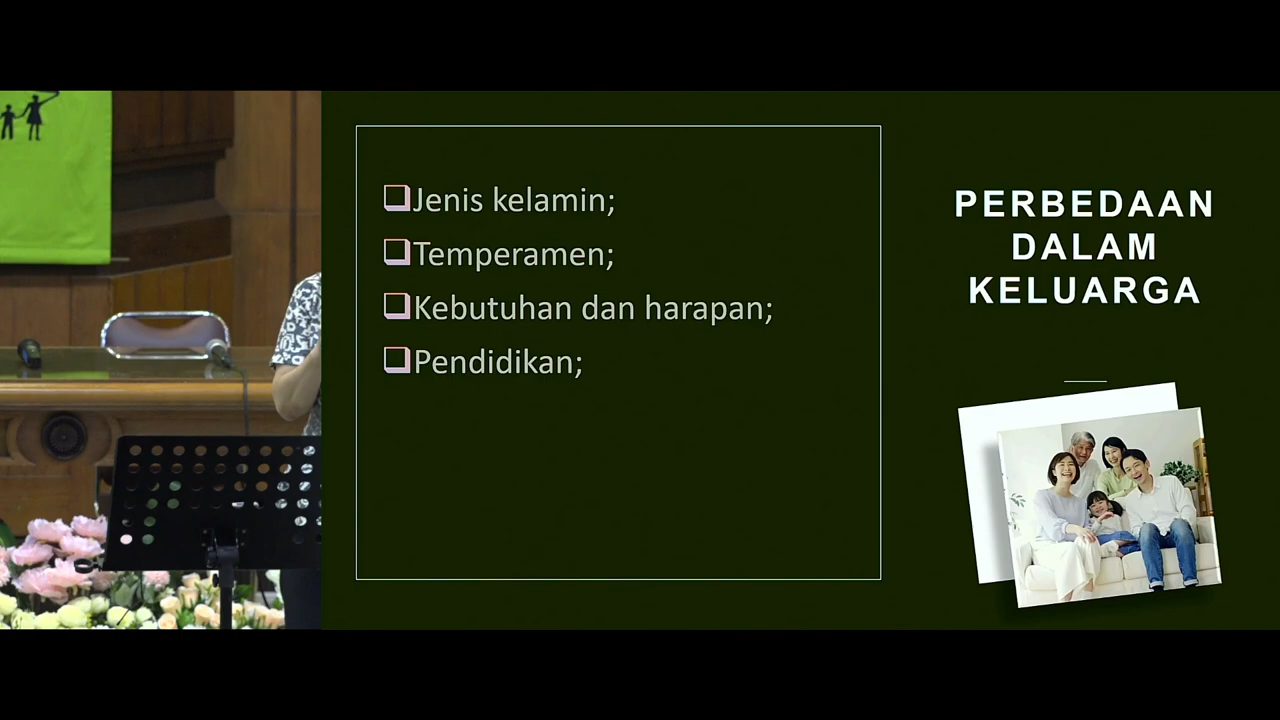 Jenis kelamin;
Temperamen;
Kebutuhan dan harapan;
Pendidikan;
PERBEDAAN
DALAM
KELUARGA